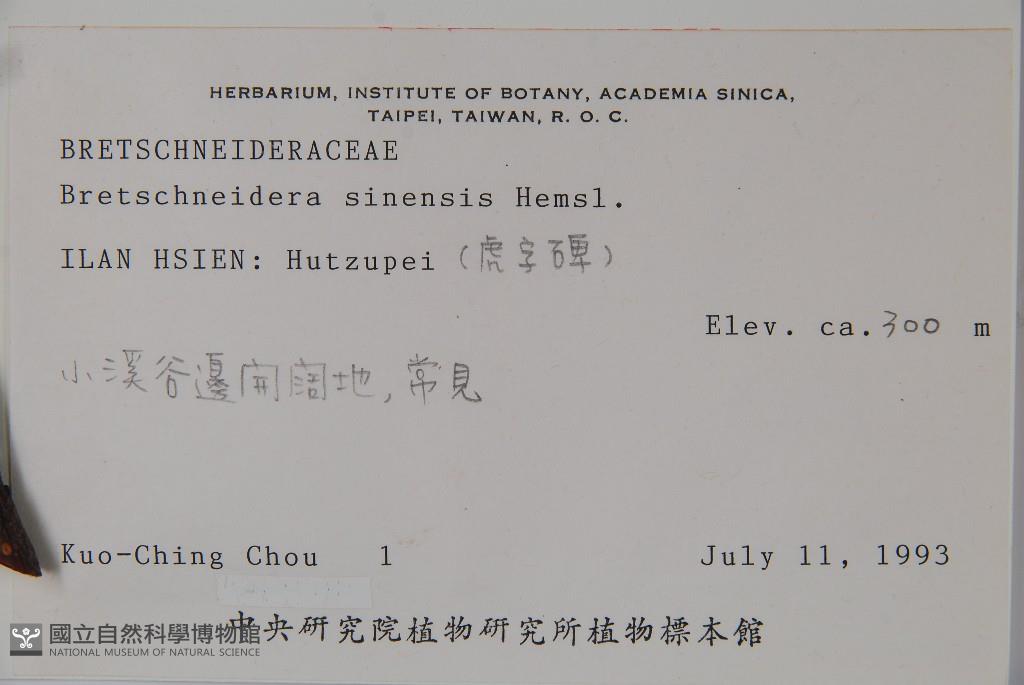 HERBARIUM, INSTITUTE OF BOTANY, ACADEMIA SINICA,
TAIPEI, TAIWAN, R. O. C.
BRETSCHNEIDERACEAE
Bretschneidera sinensis Hemsl.
ILAN HSIEN: Hutzupei (虎字碑)
Elev. ca.300 m
小溪谷邊開闊地,常見
Kuo-Ching Chou 1 July 11, 1993
中央研究院植物研究所植物標本館
國立自然科學博物館
NATIONAL MUSEUM OF NATURAL SCIENCE